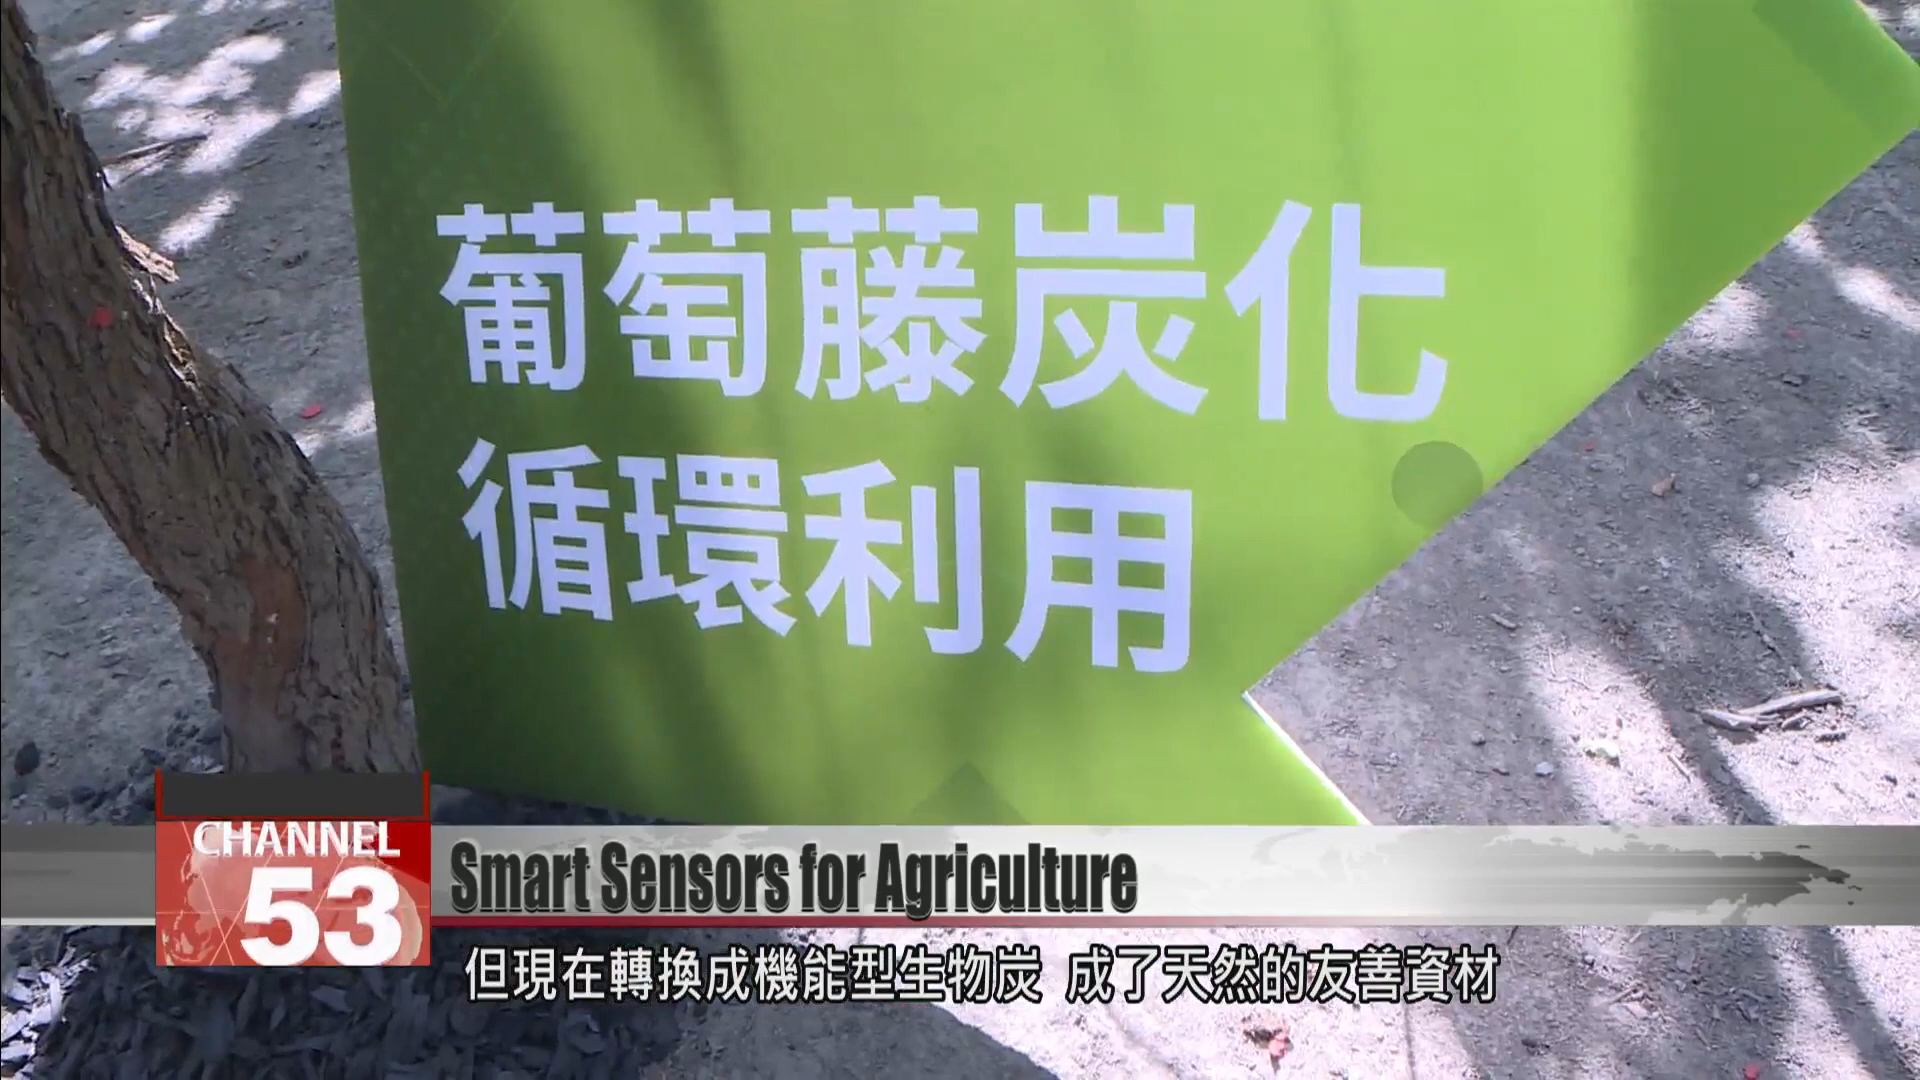 葡萄藤炭化
循環利用
CHANNEL
53
Smart Sensors for Agriculture
但現在轉換成機能型生物炭 成了天然的友善資材